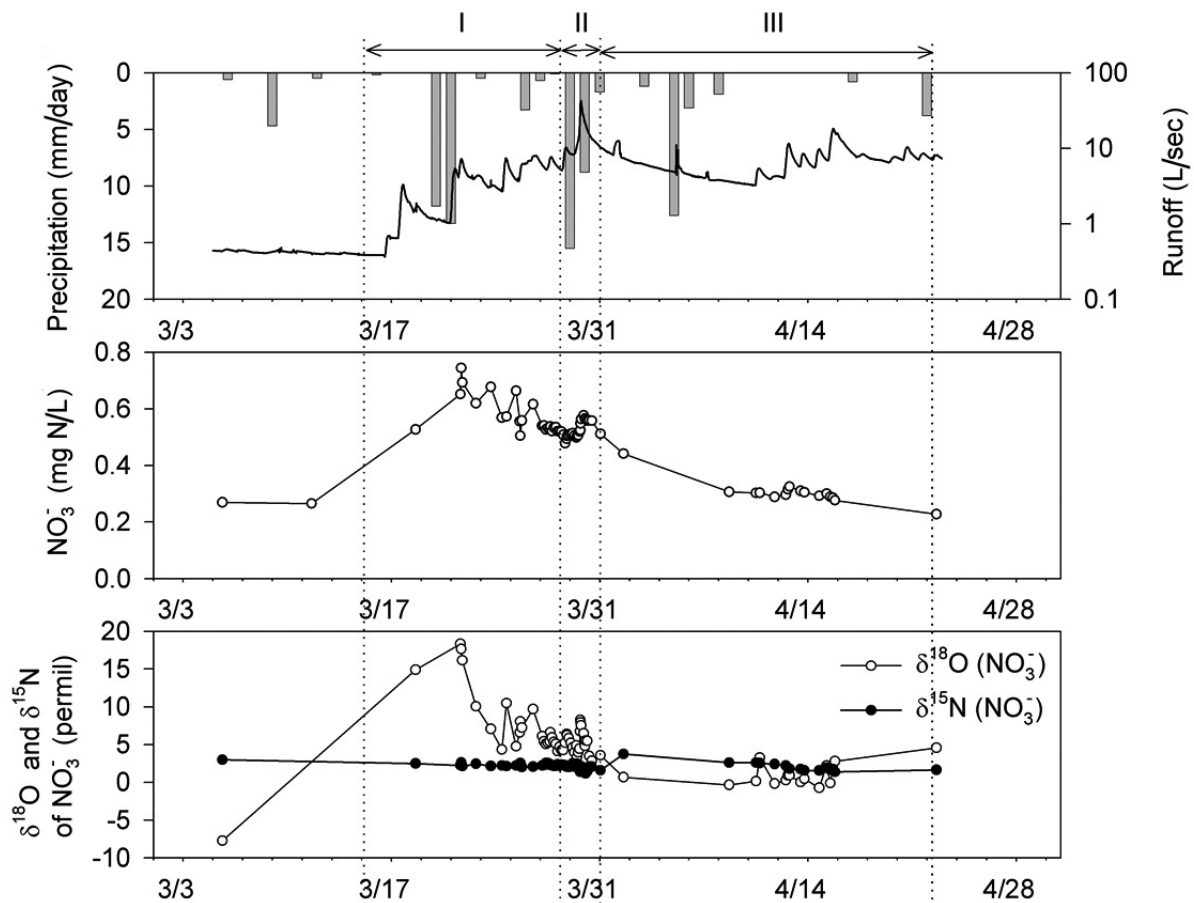 I II III
0 100
5 10
10
15 1
20 0.1
Precipitation (mm/day)
Runoff (L/sec)
3/3 3/17 3/31 4/14 4/28
0.8
0.6
0.4
0.2
0.0
NO₃⁻ (mg N/L)
3/3 3/17 3/31 4/14 4/28
20
15
10
5
0
-5
-10
δ¹⁸O and δ¹⁵N
of NO₃⁻ (permil)
δ¹⁸O (NO₃⁻)
δ¹⁵N (NO₃⁻)
3/3 3/17 3/31 4/14 4/28